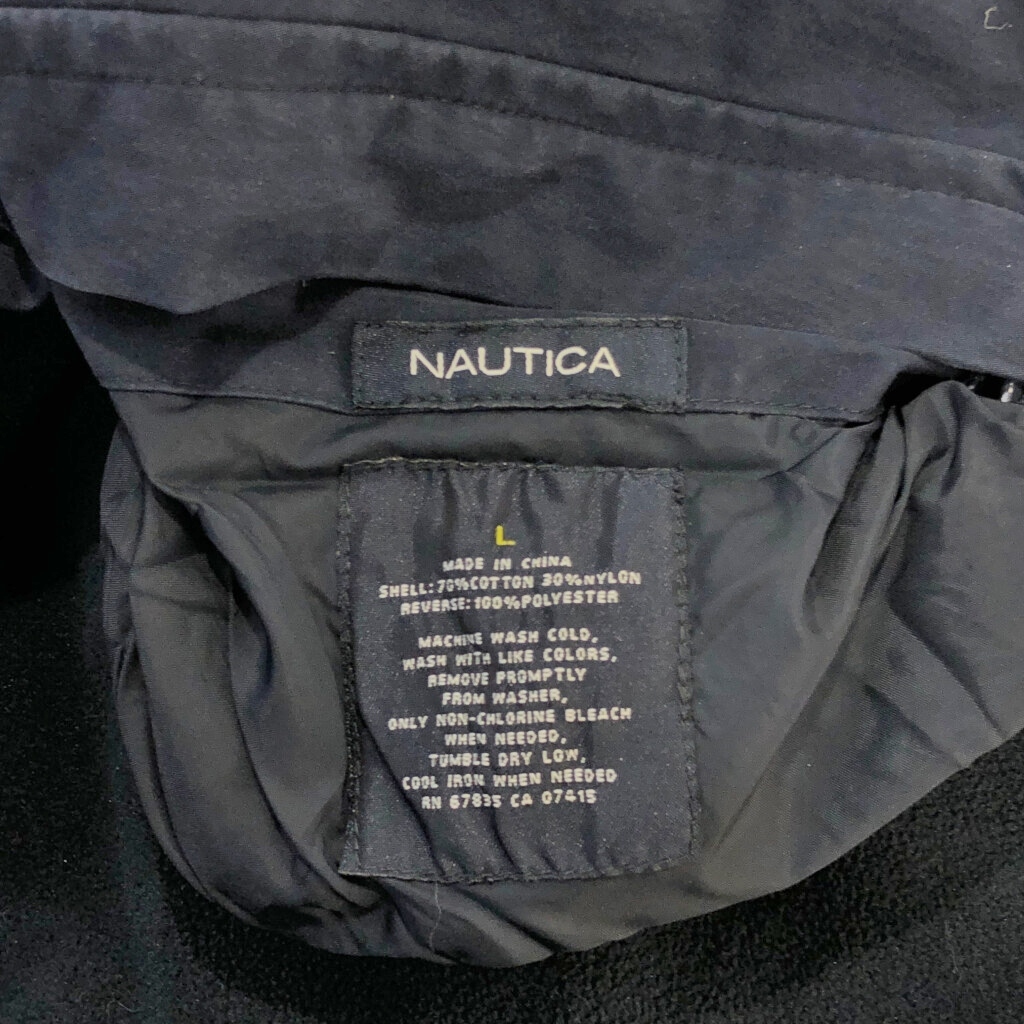 NAUTICA
L
MADE IN CHINA
SHELL: 70%COTTON 30%NYLON
REVERSE: 100%POLYESTER
MACHINE WASH COLD,
WASH WITH LIKE COLORS,
REMOVE PROMPTLY
FROM WASHER,
ONLY NON-CHLORINE BLEACH
WHEN NEEDED,
TUMBLE DRY LOW,
COOL IRON WHEN NEEDED
RN 67835 CA 07415